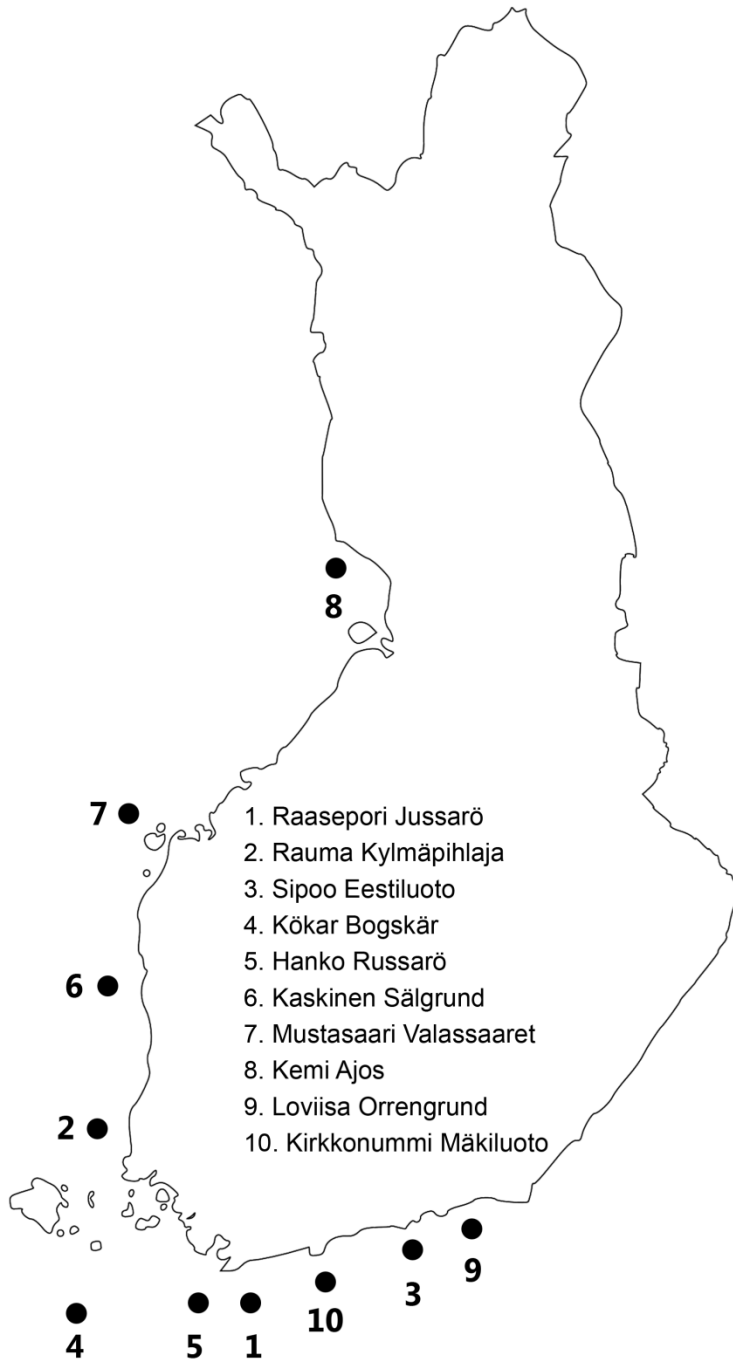 8
7
1. Raasepori Jussarö
2. Rauma Kylmäpihlaja
3. Sipoo Eestiluoto
4. Kökar Bogskär
5. Hanko Russarö
6. Kaskinen Sälgrund
7. Mustasaari Valassaaret
8. Kemi Ajos
9. Loviisa Orrengrund
10. Kirkkonummi Mäkiluoto
6
2
9
3
10
4
5
1